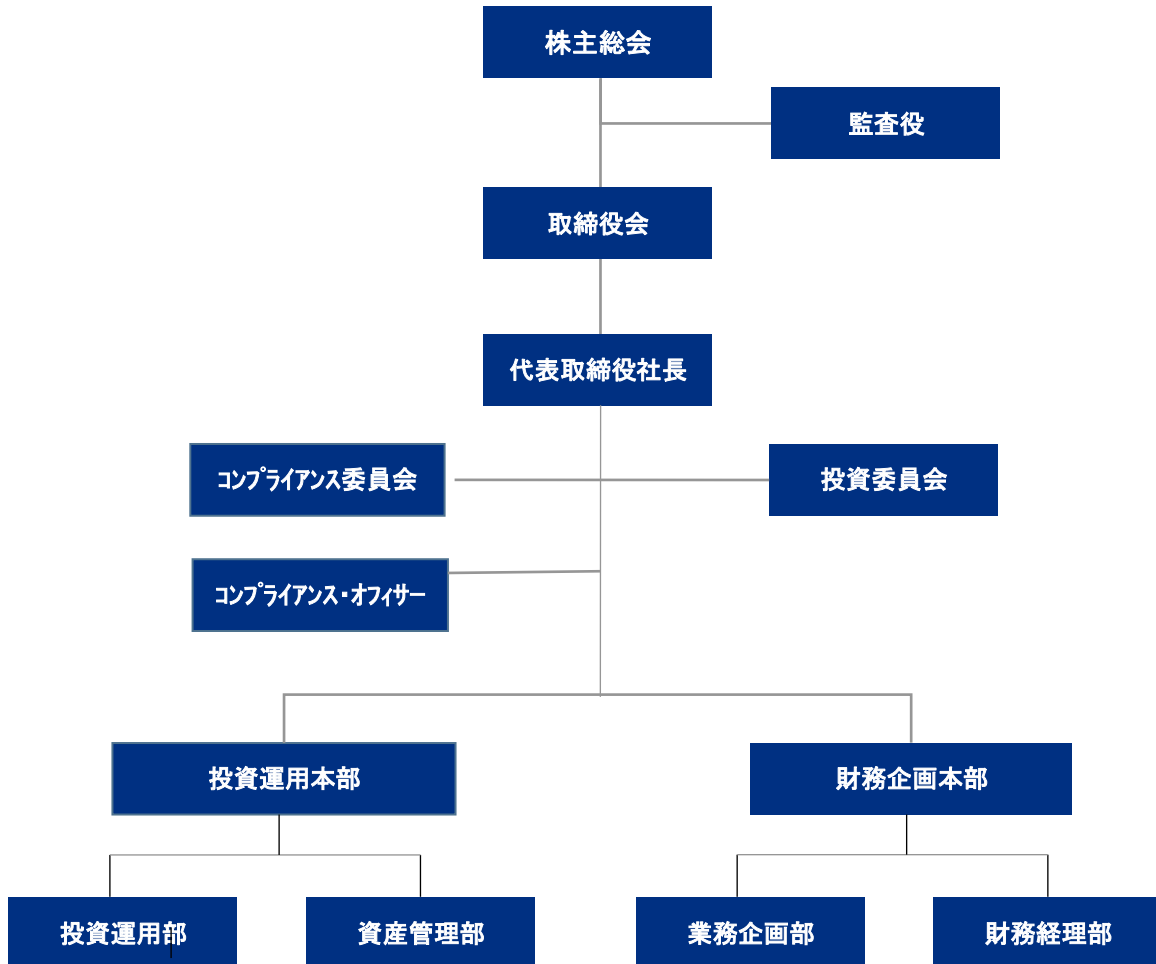 株主総会
監査役
取締役会
代表取締役社長
コンプライアンス委員会
投資委員会
コンプライアンス・オフィサー
投資運用本部
財務企画本部
投資運用部
資産管理部
業務企画部
財務経理部